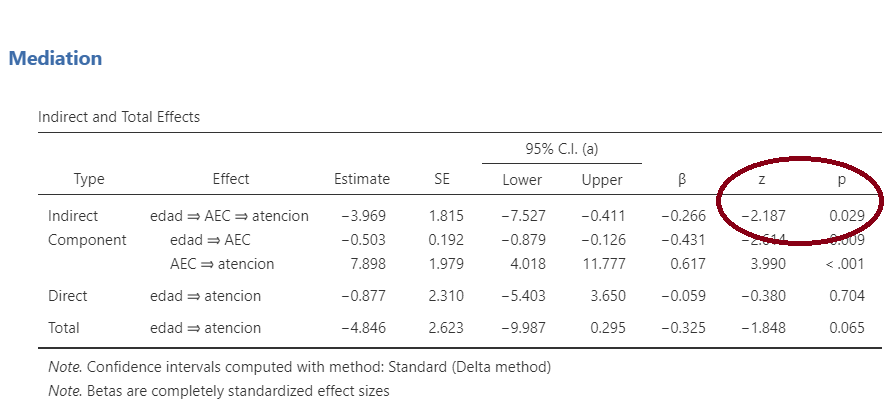 Mediation
Indirect and Total Effects
95% C.I. (a)
Type Effect Estimate SE Lower Upper β z p
Indirect edad ⇒ AEC ⇒ atencion −3.969 1.815 −7.527 −0.411 −0.266 −2.187 0.029
Component edad ⇒ AEC −0.503 0.192 −0.879 −0.126 −0.431 −2.614 0.009
AEC ⇒ atencion 7.898 1.979 4.018 11.777 0.617 3.990 < .001
Direct edad ⇒ atencion −0.877 2.310 −5.403 3.650 −0.059 −0.380 0.704
Total edad ⇒ atencion −4.846 2.623 −9.987 0.295 −0.325 −1.848 0.065
Note. Confidence intervals computed with method: Standard (Delta method)
Note. Betas are completely standardized effect sizes